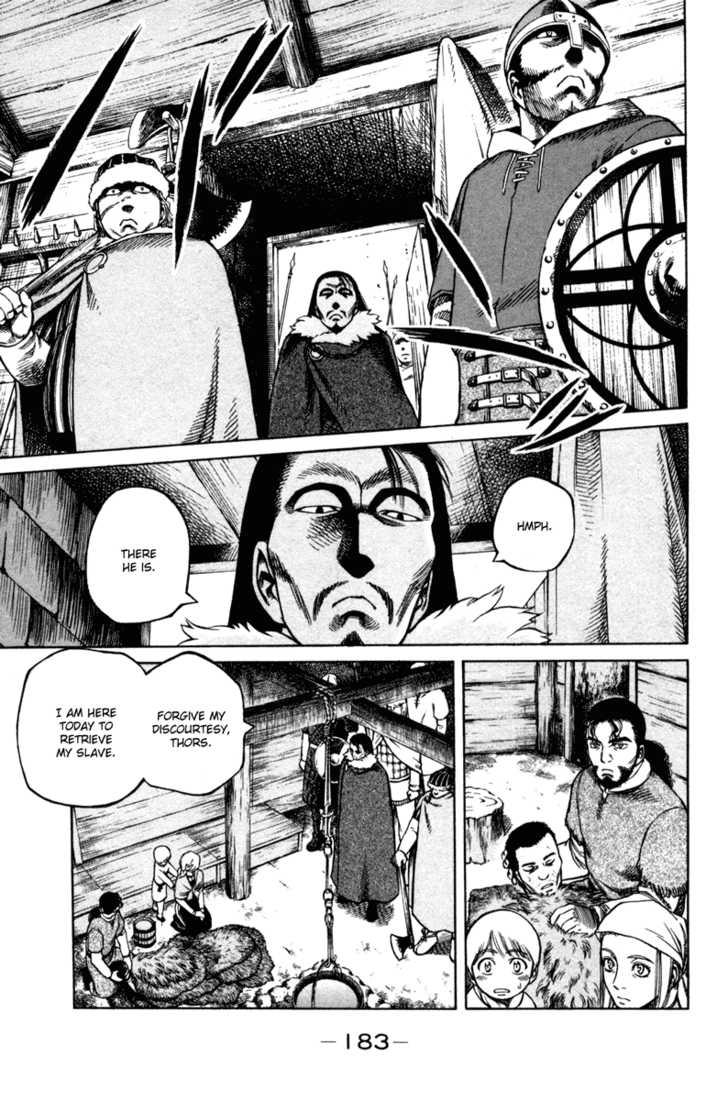 HMPH.
THERE
HE IS.
FORGIVE MY
DISCOURTESY,
THORS.
I AM HERE
TODAY TO
RETRIEVE
MY SLAVE.
-183-